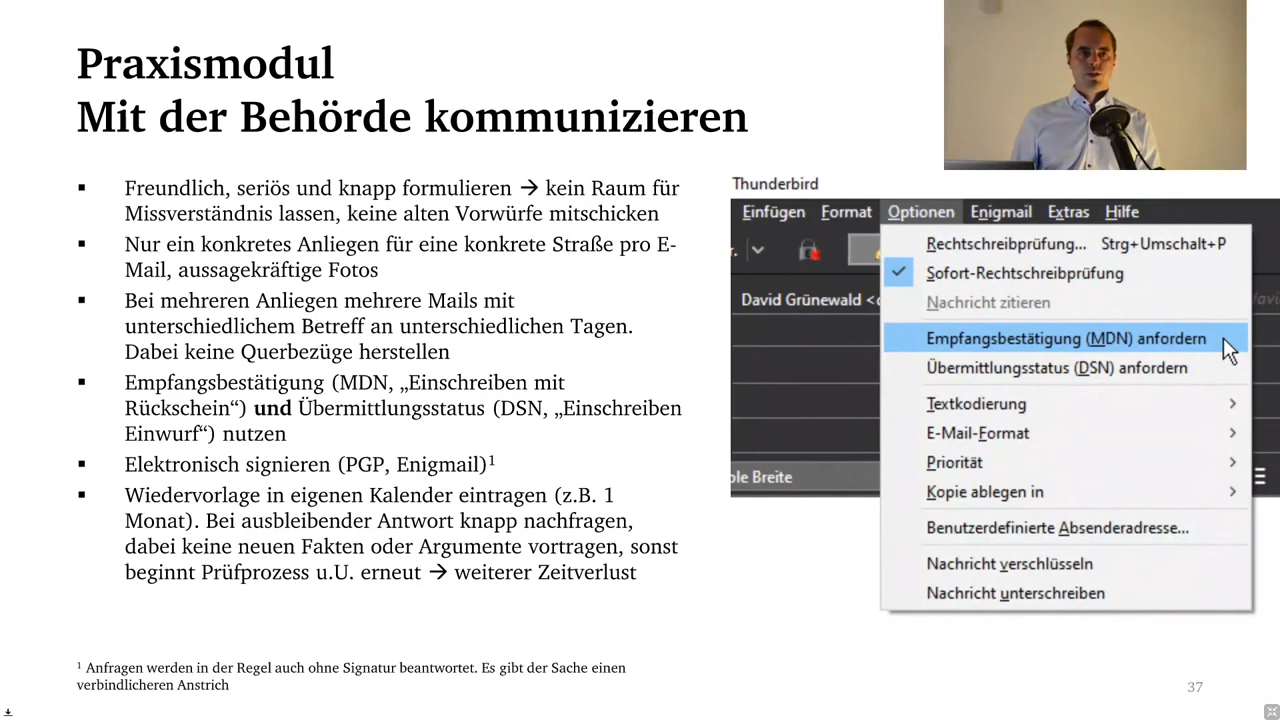 Praxismodul
Mit der Behörde kommunizieren
▪ Freundlich, seriös und knapp formulieren → kein Raum für
Missverständnis lassen, keine alten Vorwürfe mitschicken
▪ Nur ein konkretes Anliegen für eine konkrete Straße pro E-
Mail, aussagekräftige Fotos
▪ Bei mehreren Anliegen mehrere Mails mit
unterschiedlichem Betreff an unterschiedlichen Tagen.
Dabei keine Querbezüge herstellen
▪ Empfangsbestätigung (MDN, „Einschreiben mit
Rückschein“) und Übermittlungsstatus (DSN, „Einschreiben
Einwurf“) nutzen
▪ Elektronisch signieren (PGP, Enigmail)¹
▪ Wiedervorlage in eigenen Kalender eintragen (z.B. 1
Monat). Bei ausbleibender Antwort knapp nachfragen,
dabei keine neuen Fakten oder Argumente vortragen, sonst
beginnt Prüfprozess u.U. erneut → weiterer Zeitverlust
¹ Anfragen werden in der Regel auch ohne Signatur beantwortet. Es gibt der Sache einen
verbindlicheren Anstrich
Thunderbird
Einfügen Format Optionen Enigmail Extras Hilfe
Rechtschreibprüfung... Strg+Umschalt+P
Sofort-Rechtschreibprüfung
Nachricht zitieren
David Grünewald <
Empfangsbestätigung (MDN) anfordern
Übermittlungsstatus (DSN) anfordern
Textkodierung
E-Mail-Format
Priorität
Kopie ablegen in
ble Breite
Benutzerdefinierte Absenderadresse...
Nachricht verschlüsseln
Nachricht unterschreiben
37